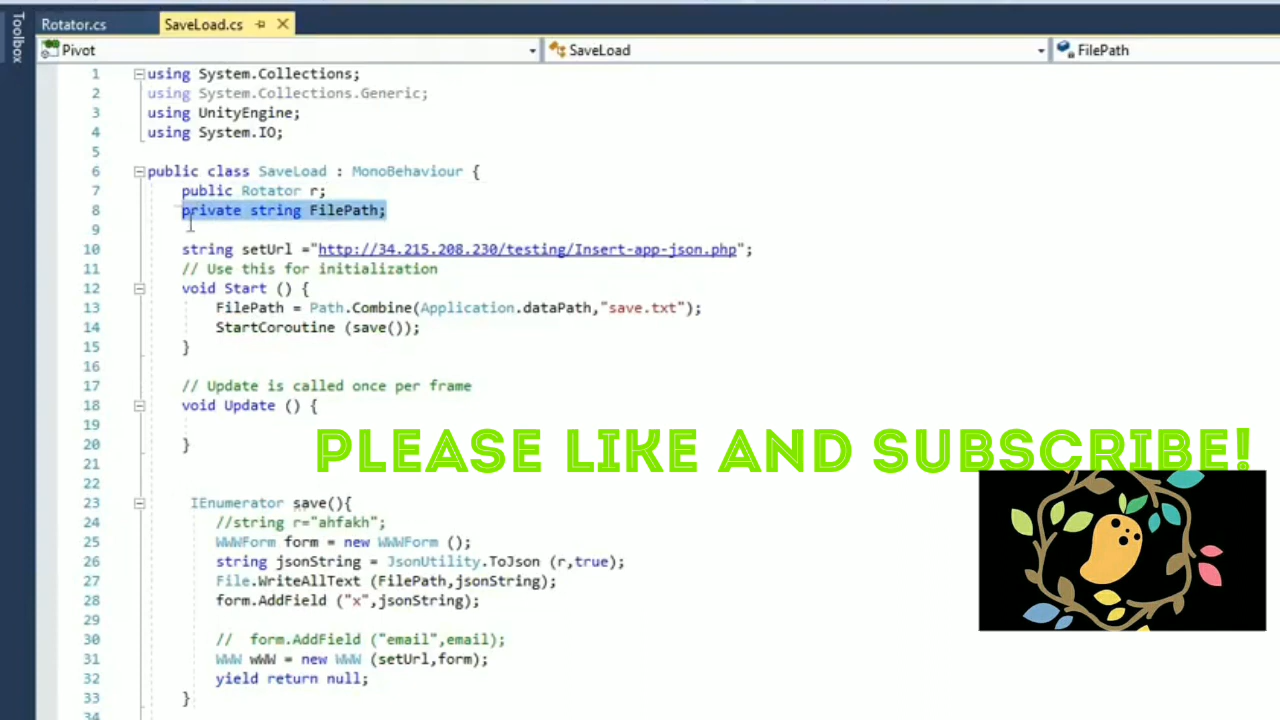 Toolbox
Rotator.cs
SaveLoad.cs
Pivot
SaveLoad
FilePath
1 using System.Collections;
2 using System.Collections.Generic;
3 using UnityEngine;
4 using System.IO;
5
6 public class SaveLoad : MonoBehaviour {
7 public Rotator r;
8 private string FilePath;
9
10 string setUrl ="http://34.215.208.230/testing/Insert-app-json.php";
11 // Use this for initialization
12 void Start () {
13 FilePath = Path.Combine(Application.dataPath,"save.txt");
14 StartCoroutine (save());
15 }
16
17 // Update is called once per frame
18 void Update () {
19
20 }
21
22
23 IEnumerator save(){
24 //string r="ahfakh";
25 WWWForm form = new WWWForm ();
26 string jsonString = JsonUtility.ToJson (r,true);
27 File.WriteAllText (FilePath,jsonString);
28 form.AddField ("x",jsonString);
29
30 // form.AddField ("email",email);
31 WWW wWW = new WWW (setUrl,form);
32 yield return null;
33 }
34
PLEASE LIKE AND SUBSCRIBE!